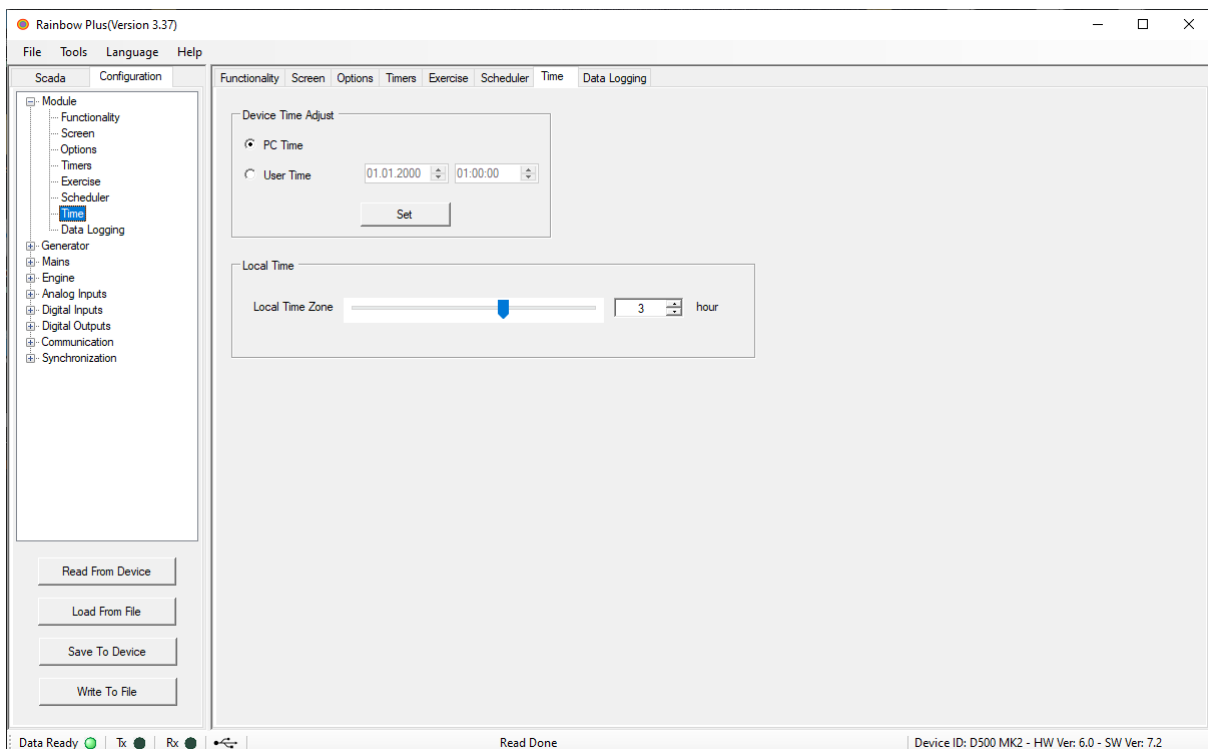 Rainbow Plus(Version 3.37)
File Tools Language Help
Scada Configuration
Module
Functionality
Screen
Options
Timers
Exercise
Scheduler
Time
Data Logging
Generator
Mains
Engine
Analog Inputs
Digital Inputs
Digital Outputs
Communication
Synchronization
Read From Device
Load From File
Save To Device
Write To File
Functionality Screen Options Timers Exercise Scheduler Time Data Logging
Device Time Adjust
PC Time
User Time 01.01.2000 01:00:00
Set
Local Time
Local Time Zone 3 hour
Data Ready Tx Rx Read Done Device ID: D500 MK2 - HW Ver: 6.0 - SW Ver: 7.2